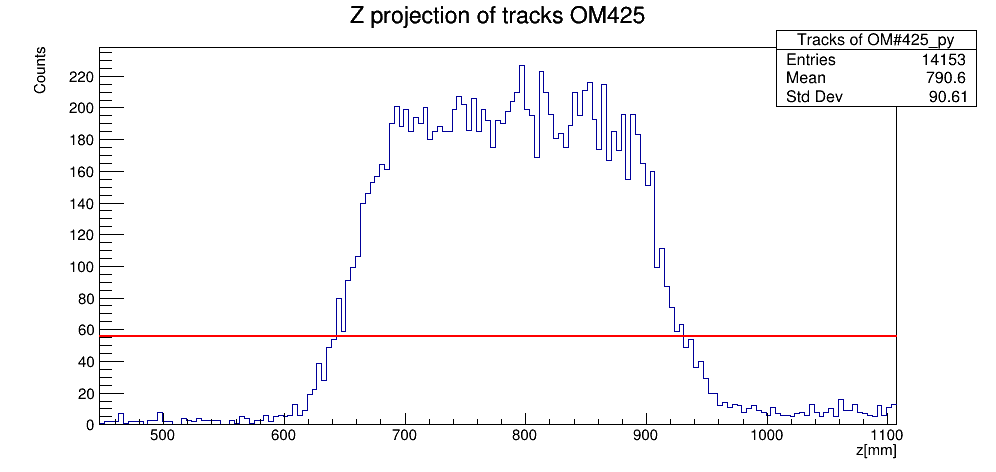 Z projection of tracks OM425
Tracks of OM#425_py
Entries 14153
Mean 790.6
Std Dev 90.61
Counts
220
200
180
160
140
120
100
80
60
40
20
0
500 600 700 800 900 1000 1100
z[mm]